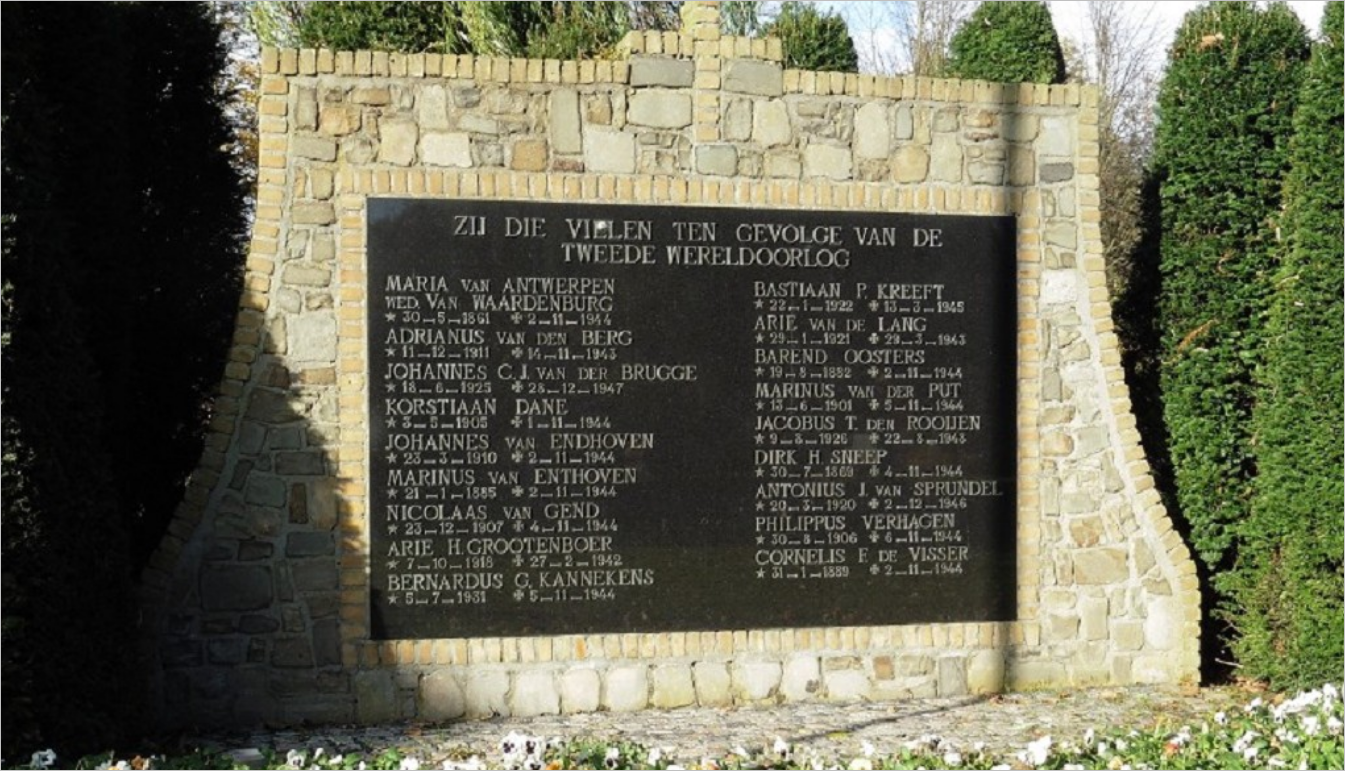 ZIJ DIE VIELEN TEN GEVOLGE VAN DE
TWEEDE WERELDOORLOG
MARIA VAN ANTWERPEN
WED. VAN WAARDENBURG
★ 30–5–1861 ✠ 2–11–1944
ADRIANUS VAN DEN BERG
★ 11–12–1911 ✠ 14–11–1943
JOHANNES C.J. VAN DER BRUGGE
★ 18–6–1925 ✠ 28–12–1947
KORSTIAAN DANE
★ 3–5–1905 ✠ 1–11–1944
JOHANNES VAN ENDHOVEN
★ 23–3–1910 ✠ 2–11–1944
MARINUS VAN ENTHOVEN
★ 21–1–1885 ✠ 2–11–1944
NICOLAAS VAN GEND
★ 23–12–1907 ✠ 4–11–1944
ARIE H. GROOTENBOER
★ 7–10–1918 ✠ 27–2–1942
BERNARDUS G. KANNEKENS
★ 5–7–1931 ✠ 5–11–1944
BASTIAAN P. KREEFT
★ 22–1–1922 ✠ 13–3–1945
ARIE VAN DE LANG
★ 29–1–1921 ✠ 29–3–1943
BAREND OOSTERS
★ 19–8–1882 ✠ 2–11–1944
MARINUS VAN DER PUT
★ 13–6–1901 ✠ 5–11–1944
JACOBUS T. DEN ROOIJEN
★ 9–3–1926 ✠ 22–3–1943
DIRK H. SNEEP
★ 30–7–1869 ✠ 4–11–1944
ANTONIUS J. VAN SPRUNDEL
★ 20–3–1920 ✠ 2–12–1946
PHILIPPUS VERHAGEN
★ 30–8–1906 ✠ 6–11–1944
CORNELIS F. DE VISSER
★ 31–1–1889 ✠ 2–11–1944